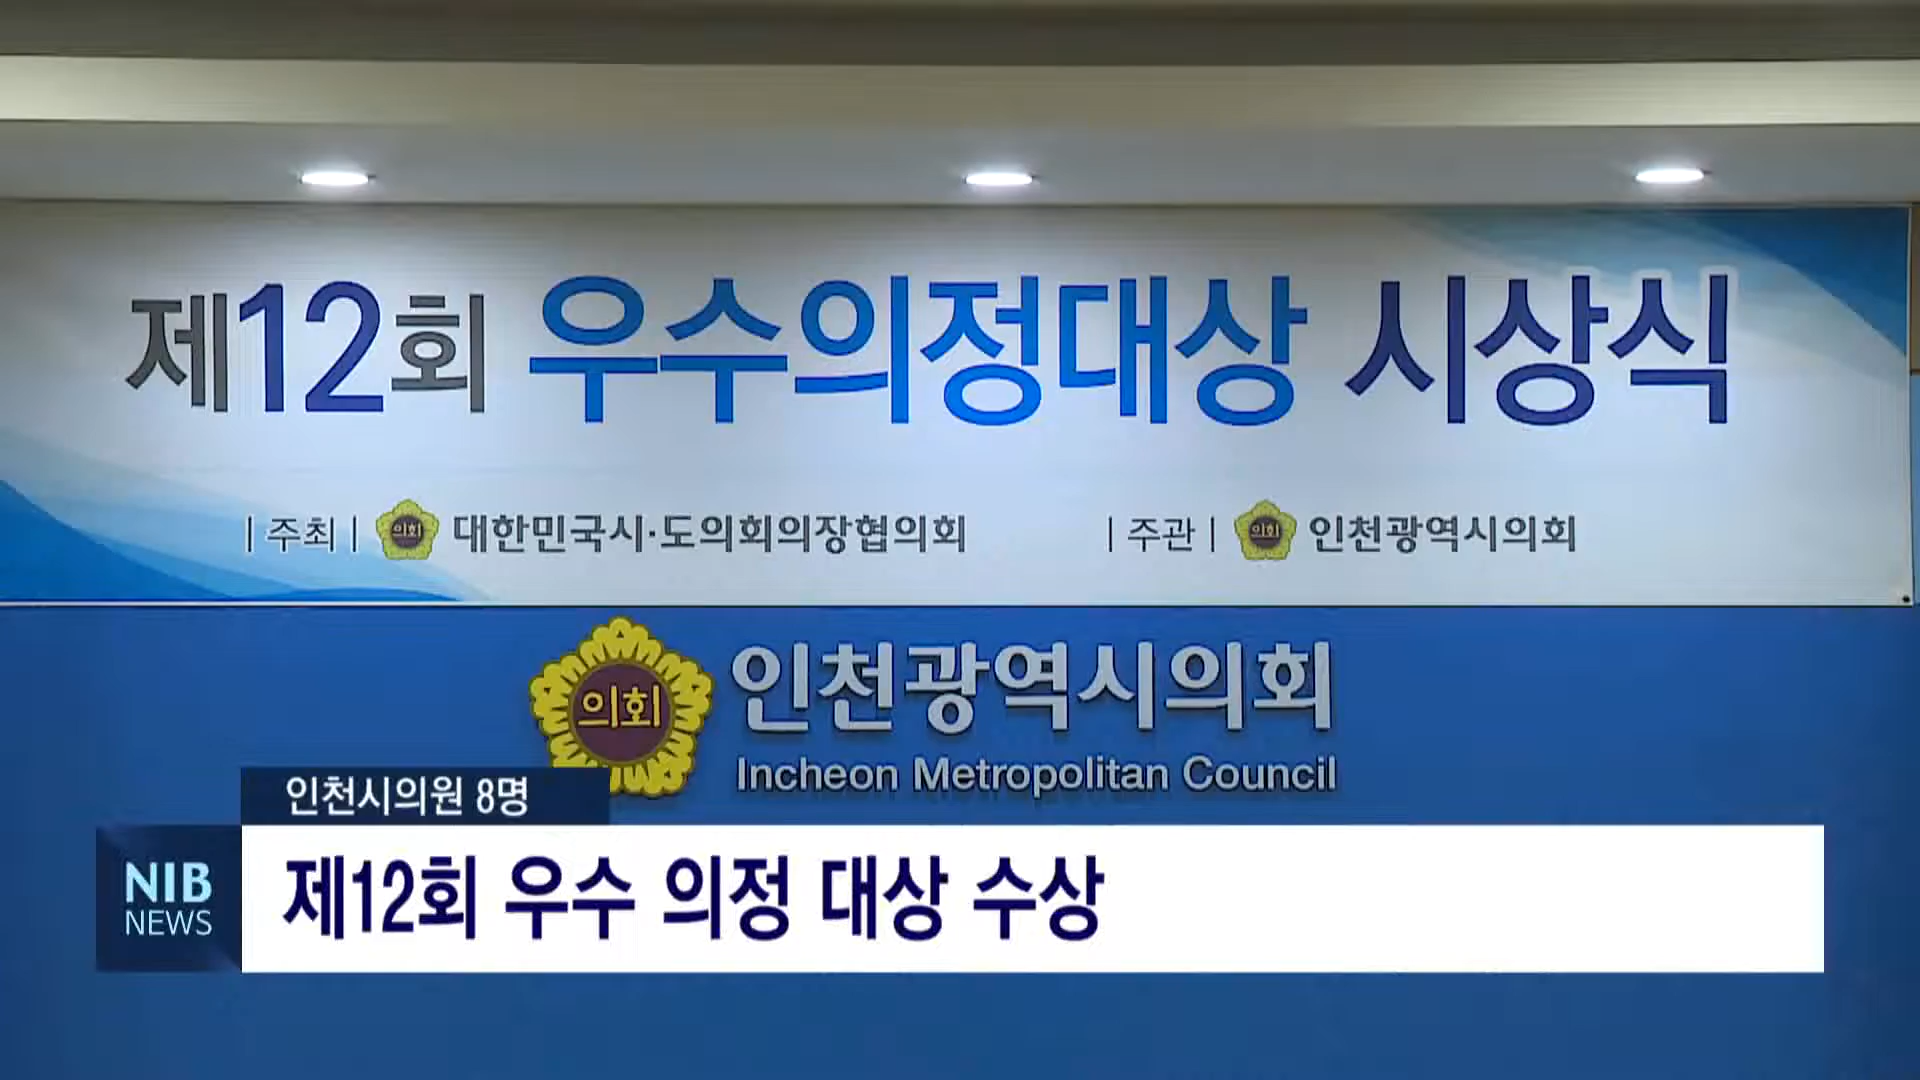 제12회 우수의정대상 시상식
| 주최 | 의회 대한민국시·도의회의장협의회 | 주관 | 의회 인천광역시의회
의회 인천광역시의회
Incheon Metropolitan Council
인천시의원 8명
NIB NEWS
제12회 우수 의정 대상 수상